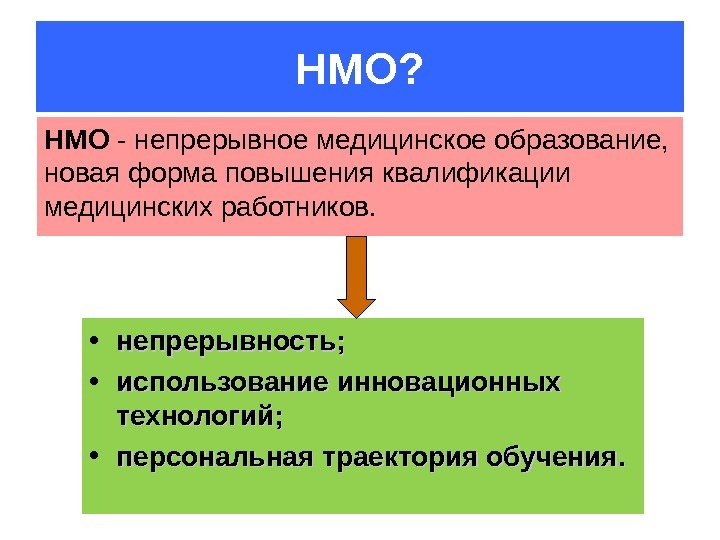 НМО?
НМО - непрерывное медицинское образование,
новая форма повышения квалификации
медицинских работников.
• непрерывность;
• использование инновационных
технологий;
• персональная траектория обучения.